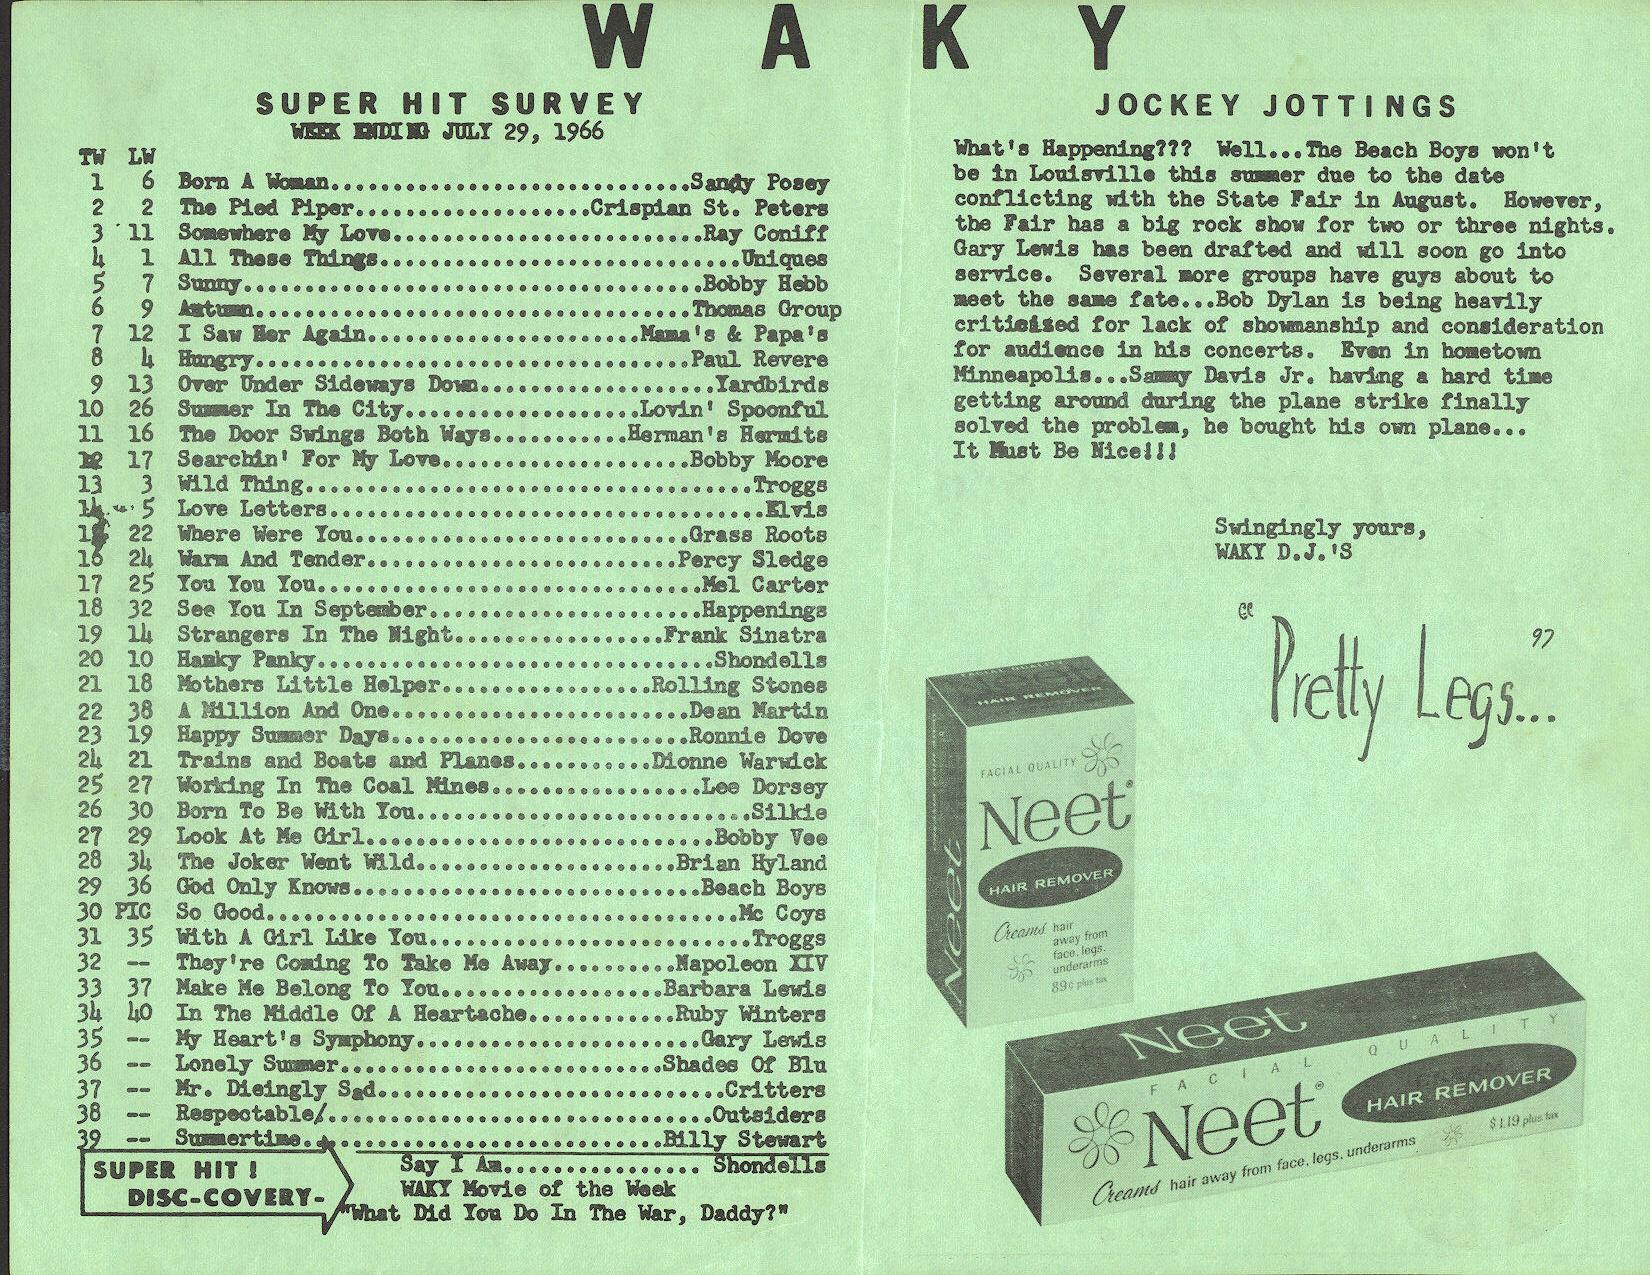 W A K Y
SUPER HIT SURVEY
WEEK ENDING JULY 29, 1966
TW LW
1 6 Born A Woman.............................Sandy Posey
2 2 The Pied Piper...................Crispian St. Peters
3 11 Somewhere My Love.........................Ray Coniff
4 1 All These Things.............................Uniques
5 7 Sunny.....................................Bobby Hebb
6 9 Autumn...................................Thomas Group
7 12 I Saw Her Again......................Mama's & Papa's
8 4 Hungry...................................Paul Revere
9 13 Over Under Sideways Down...................Yardbirds
10 26 Summer In The City...................Lovin' Spoonful
11 16 The Door Swings Both Ways...........Herman's Hermits
12 17 Searchin' For My Love....................Bobby Moore
13 3 Wild Thing....................................Troggs
14 5 Love Letters...................................Elvis
15 22 Where Were You...........................Grass Roots
16 24 Warm And Tender.........................Percy Sledge
17 25 You You You...............................Mel Carter
18 32 See You In September......................Happenings
19 14 Strangers In The Night.................Frank Sinatra
20 10 Hanky Panky................................Shondells
21 18 Mothers Little Helper.................Rolling Stones
22 38 A Million And One........................Dean Martin
23 19 Happy Summer Days........................Ronnie Dove
24 21 Trains and Boats and Planes...........Dionne Warwick
25 27 Working In The Coal Mines.................Lee Dorsey
26 30 Born To Be With You...........................Silkie
27 29 Look At Me Girl............................Bobby Vee
28 34 The Joker Went Wild.....................Brian Hyland
29 36 God Only Knows............................Beach Boys
30 PIC So Good......................................Mc Coys
31 35 With A Girl Like You..........................Troggs
32 -- They're Coming To Take Me Away..........Napoleon XIV
33 37 Make Me Belong To You..................Barbara Lewis
34 40 In The Middle Of A Heartache............Ruby Winters
35 -- My Heart's Symphony.......................Gary Lewis
36 -- Lonely Summer..........................Shades Of Blu
37 -- Mr. Dieingly Sad............................Critters
38 -- Respectable/...............................Outsiders
39 -- Summertime.............................Billy Stewart
SUPER HIT!
DISC-COVERY-
Say I Am................ Shondells
WAKY Movie of the Week
"What Did You Do In The War, Daddy?"
JOCKEY JOTTINGS
What's Happening??? Well...The Beach Boys won't
be in Louisville this summer due to the date
conflicting with the State Fair in August. However,
the Fair has a big rock show for two or three nights.
Gary Lewis has been drafted and will soon go into
service. Several more groups have guys about to
meet the same fate...Bob Dylan is being heavily
criticized for lack of showmanship and consideration
for audience in his concerts. Even in hometown
Minneapolis...Sammy Davis Jr. having a hard time
getting around during the plane strike finally
solved the problem, he bought his own plane...
It Must Be Nice!!!
Swingingly yours,
WAKY D.J.'S
"Pretty Legs..."
HAIR REMOVER
FACIAL QUALITY
Neet®
HAIR REMOVER
Creams hair
away from
face, legs,
underarms
89¢ plus tax
Neet
Neet
FACIAL QUALITY
Neet®
HAIR REMOVER
$1.19 plus tax
Creams hair away from face, legs, underarms